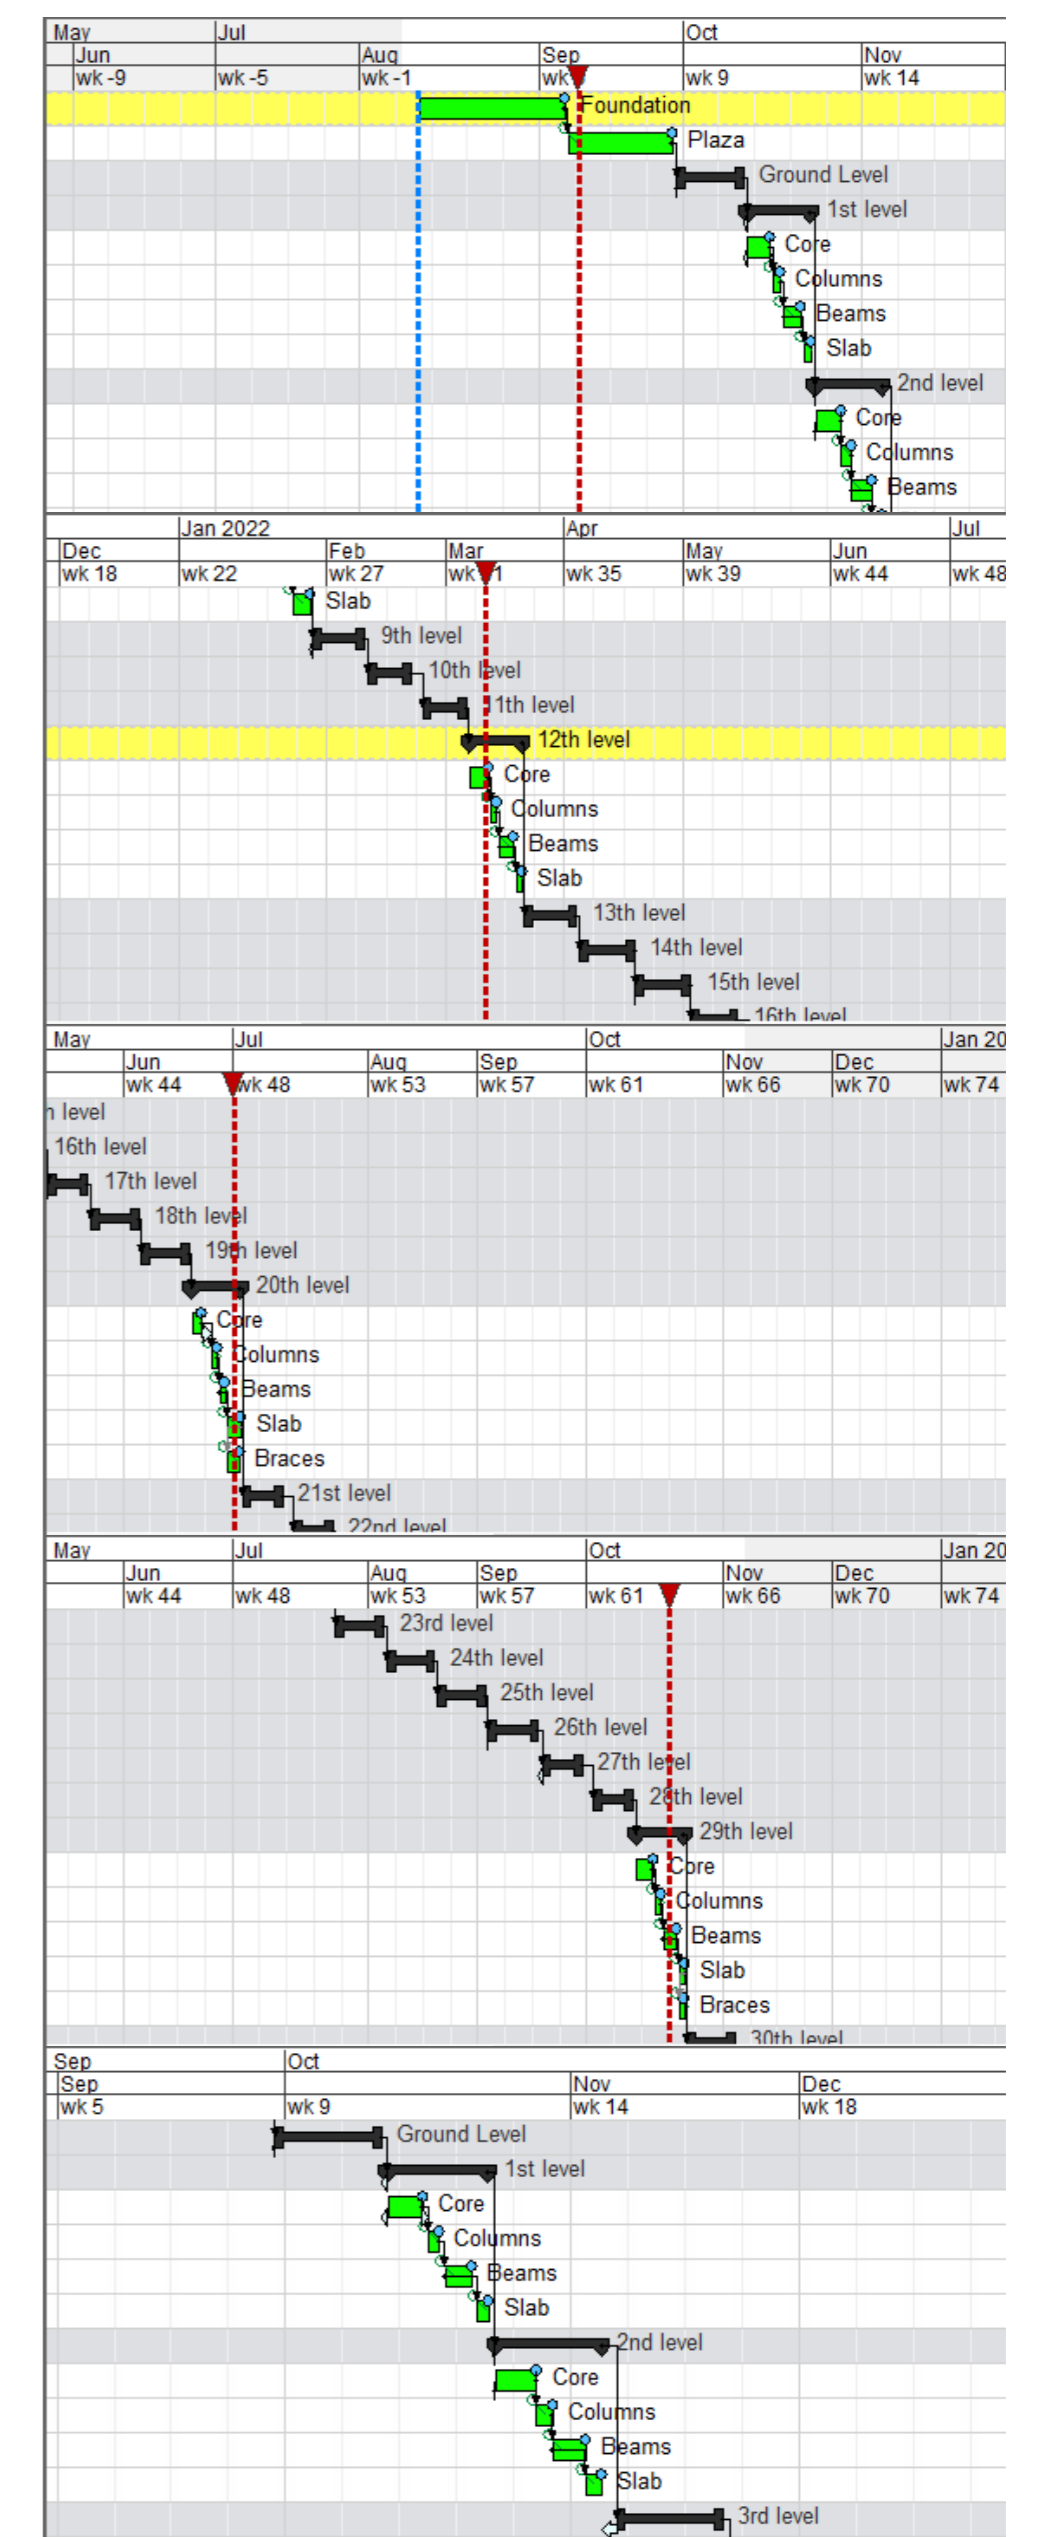 May Jul Oct
Jun Aug Sep Nov
wk -9 wk -5 wk -1 wk wk 9 wk 14
Foundation
Plaza
Ground Level
1st level
Core
Columns
Beams
Slab
2nd level
Core
Columns
Beams
Jan 2022 Apr Jul
Dec Feb Mar May Jun
wk 18 wk 22 wk 27 wk 31 wk 35 wk 39 wk 44 wk 48
Slab
9th level
10th level
11th level
12th level
Core
Columns
Beams
Slab
13th level
14th level
15th level
16th level
May Jul Oct Jan 20
Jun Aug Sep Nov Dec
wk 44 wk 48 wk 53 wk 57 wk 61 wk 66 wk 70 wk 74
h level
16th level
17th level
18th level
19th level
20th level
Core
Columns
Beams
Slab
Braces
21st level
22nd level
May Jul Oct Jan 20
Jun Aug Sep Nov Dec
wk 44 wk 48 wk 53 wk 57 wk 61 wk 66 wk 70 wk 74
23rd level
24th level
25th level
26th level
27th level
28th level
29th level
Core
Columns
Beams
Slab
Braces
30th level
Sep Oct
Sep Nov Dec
wk 5 wk 9 wk 14 wk 18
Ground Level
1st level
Core
Columns
Beams
Slab
2nd level
Core
Columns
Beams
Slab
3rd level